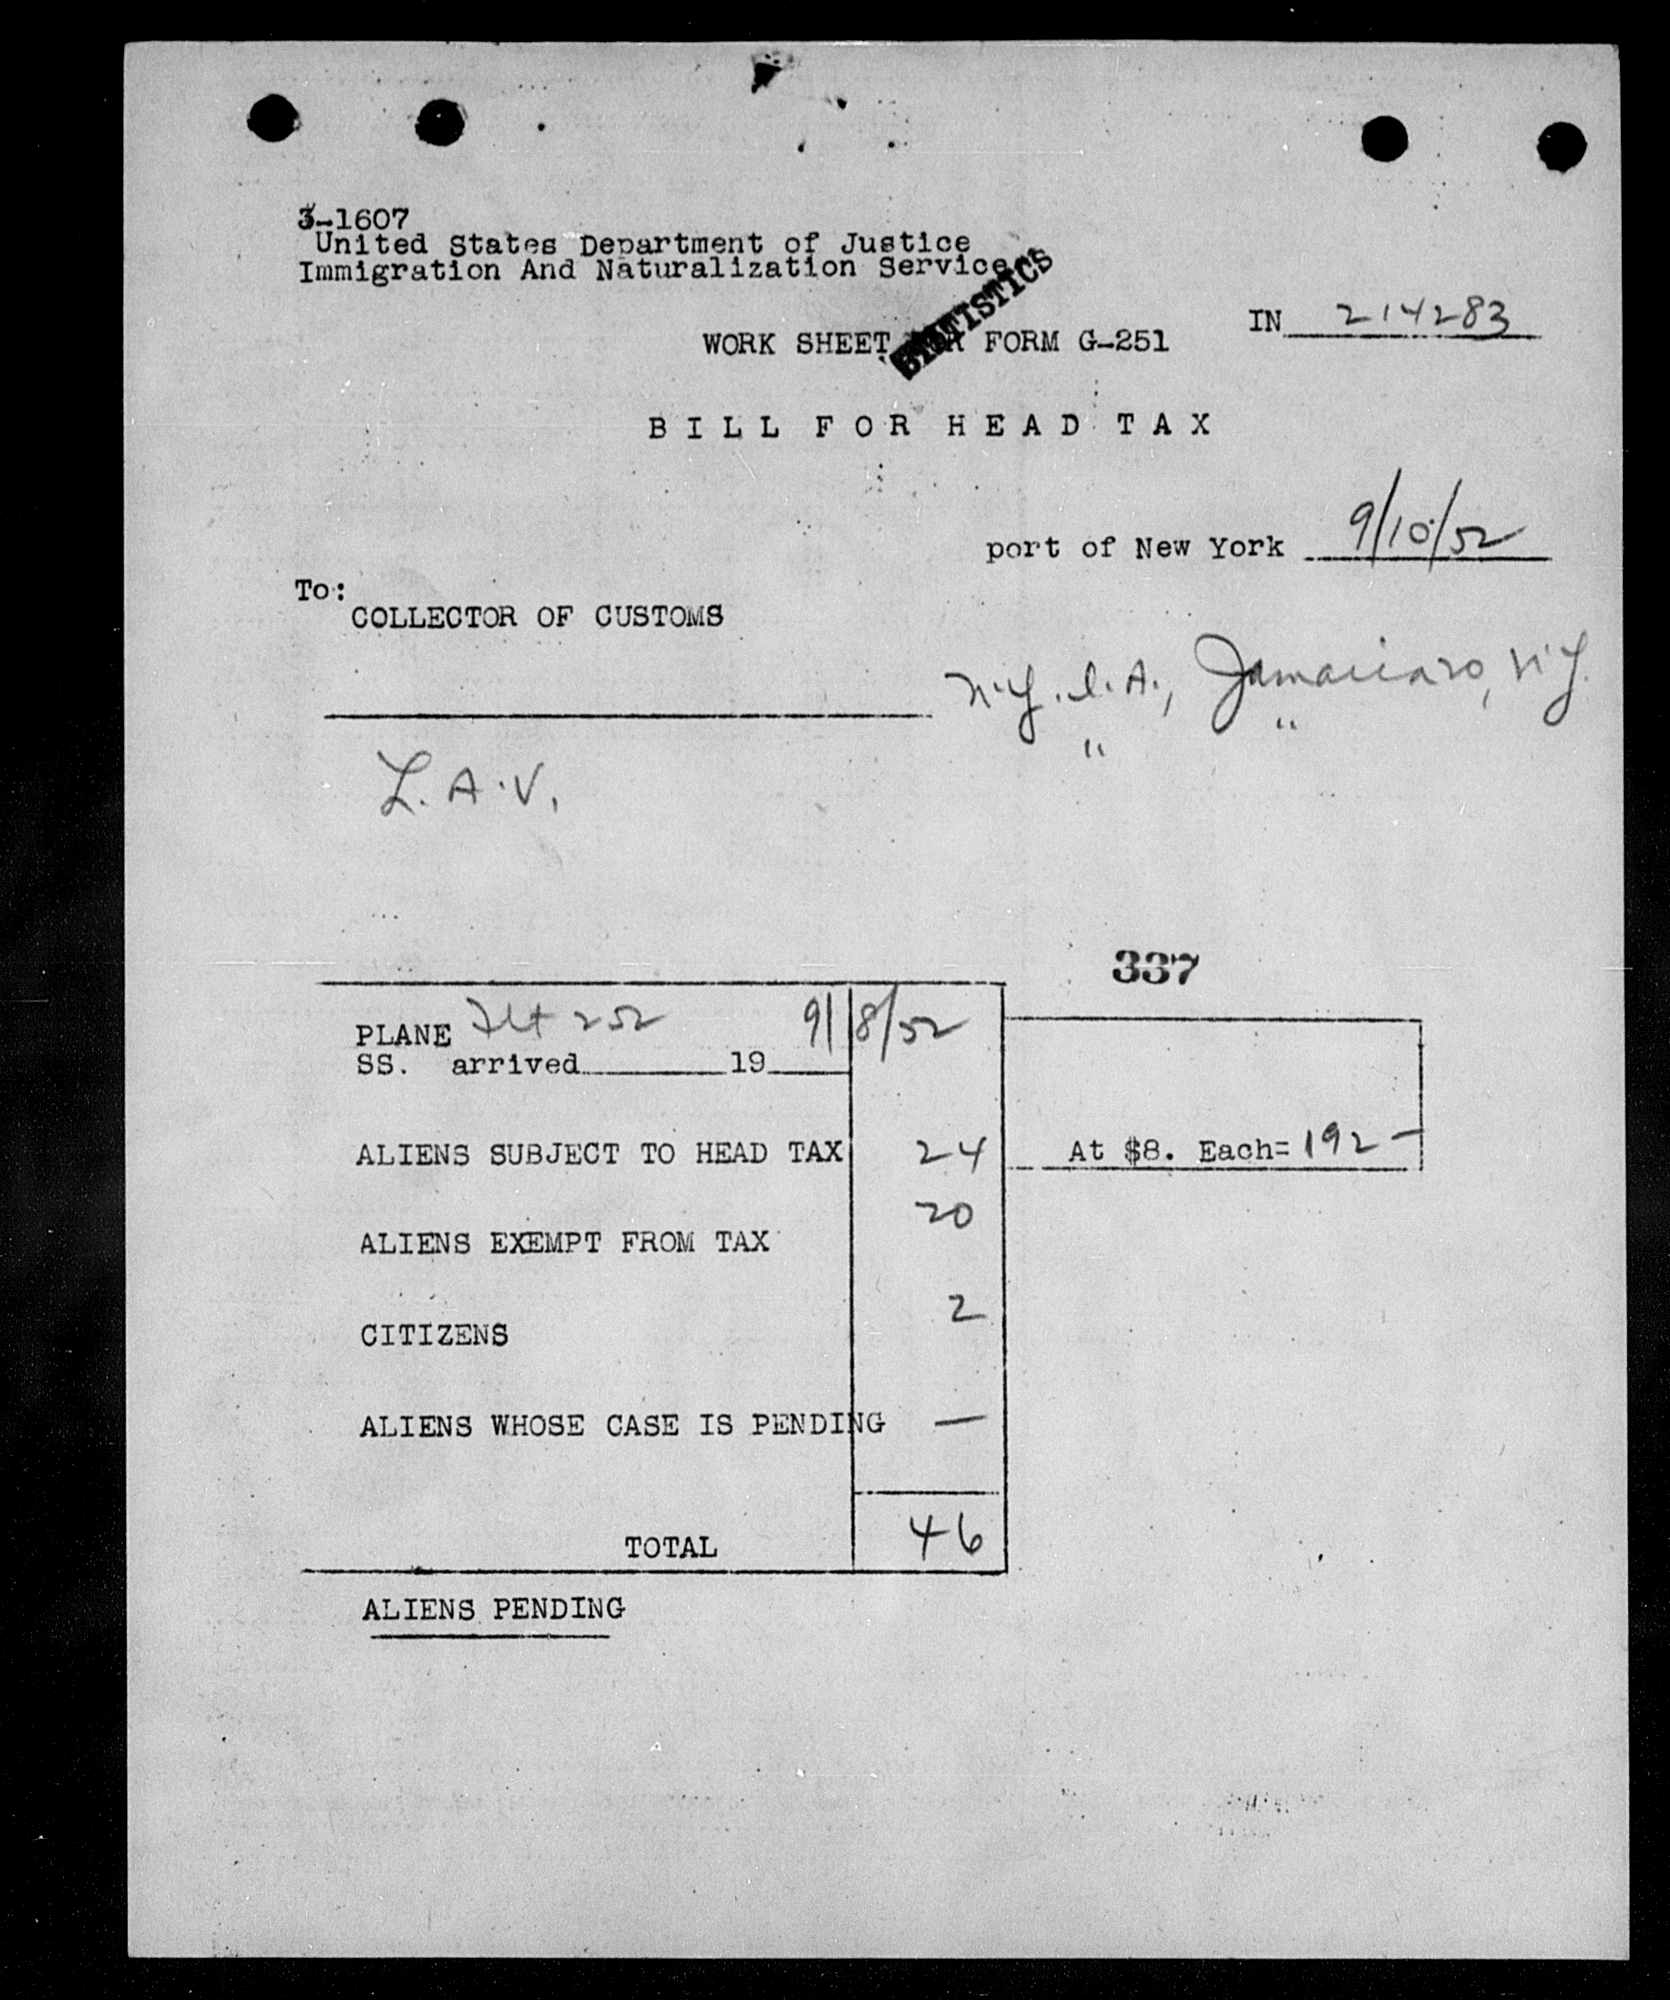 3-1607
United States Department of Justice
Immigration And Naturalization Service
STATISTICS
IN 214283
WORK SHEET FOR FORM G-251
BILL FOR HEAD TAX
port of New York 9/10/52
To:
COLLECTOR OF CUSTOMS
N.Y.I.A., Jamaica 30, N.Y.
" "
L.A.V.
337
PLANE Flt 252 9/8/52
SS. arrived 19
ALIENS SUBJECT TO HEAD TAX 24 At $8. Each= 192 —
ALIENS EXEMPT FROM TAX 20
CITIZENS 2
ALIENS WHOSE CASE IS PENDING —
TOTAL 46
ALIENS PENDING